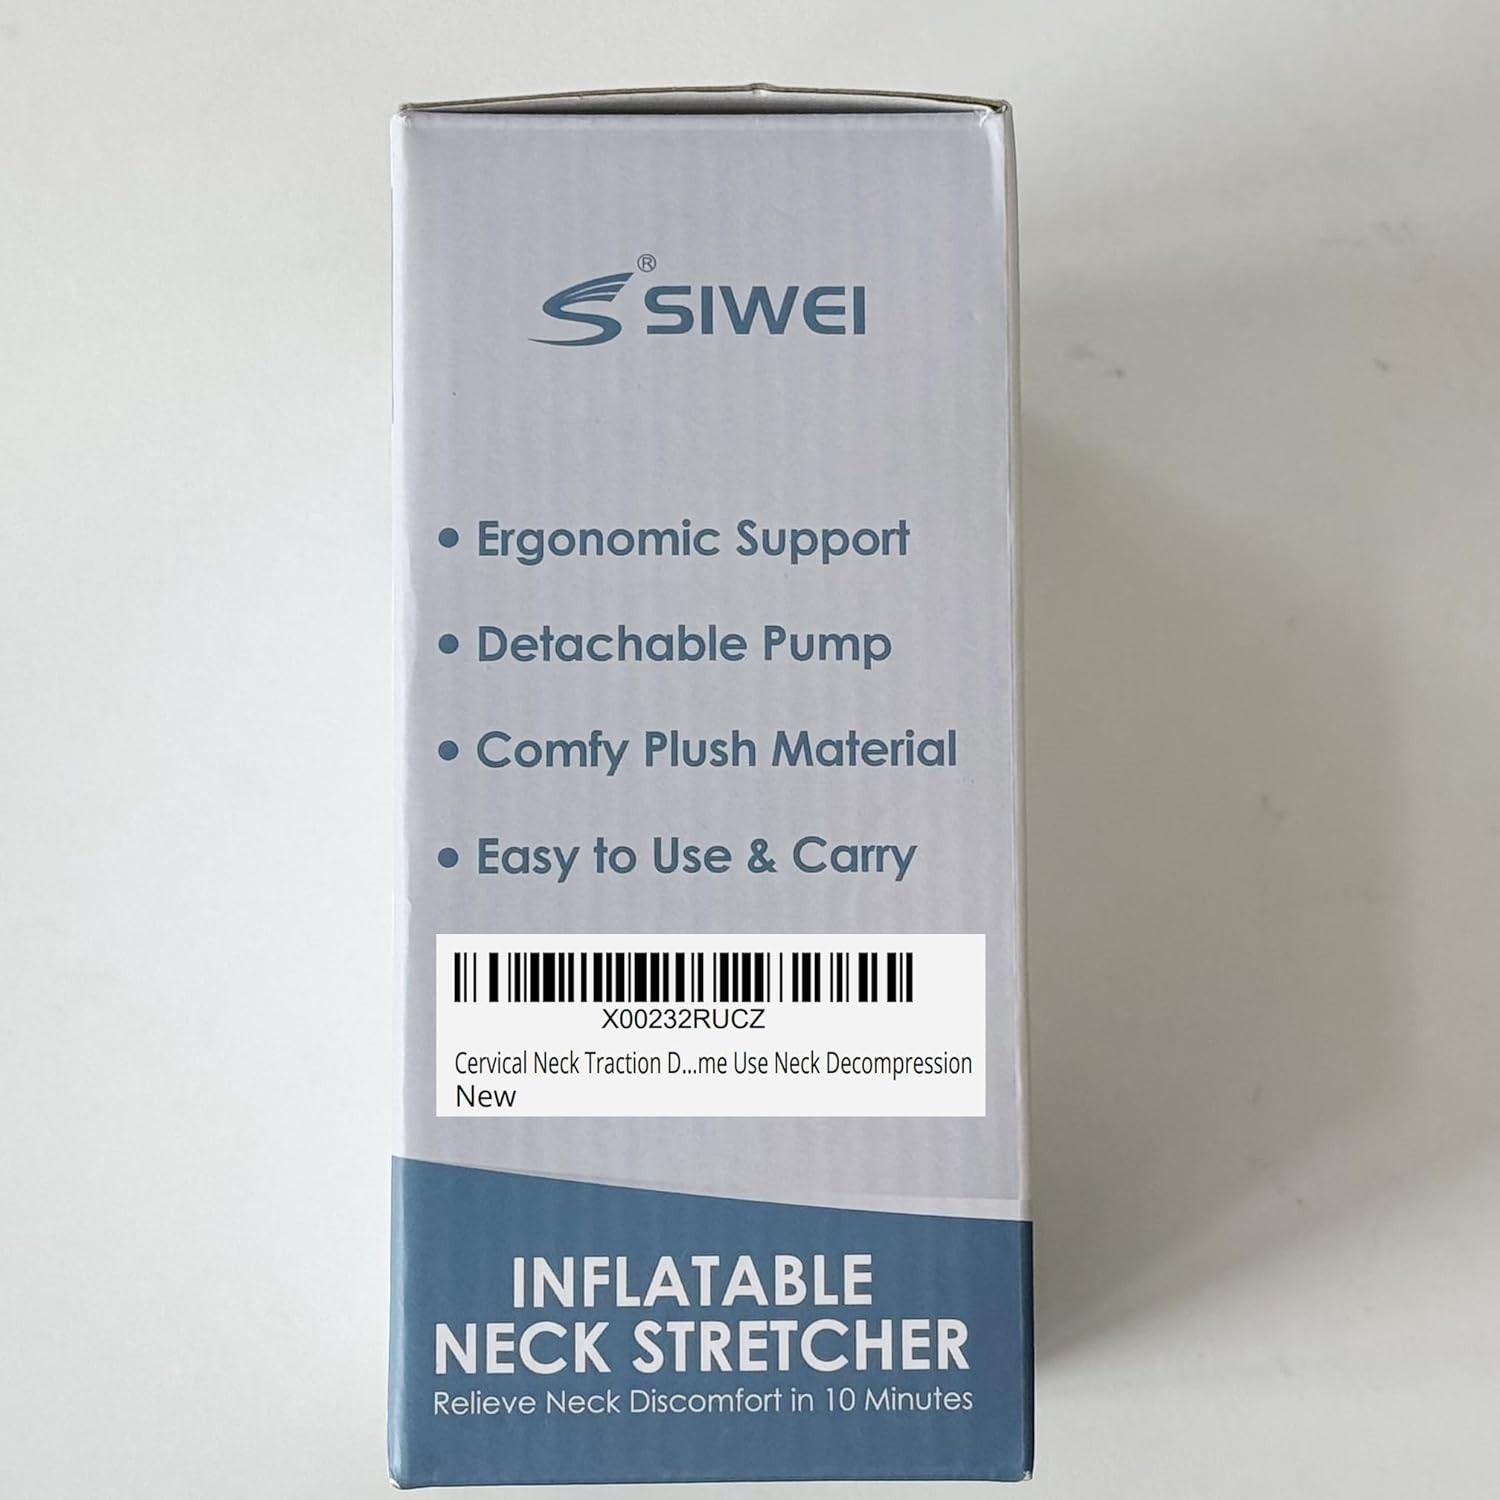 ® SIWEI
• Ergonomic Support
• Detachable Pump
• Comfy Plush Material
• Easy to Use & Carry
X00232RUCZ
Cervical Neck Traction D...me Use Neck Decompression
New
INFLATABLE
NECK STRETCHER
Relieve Neck Discomfort in 10 Minutes